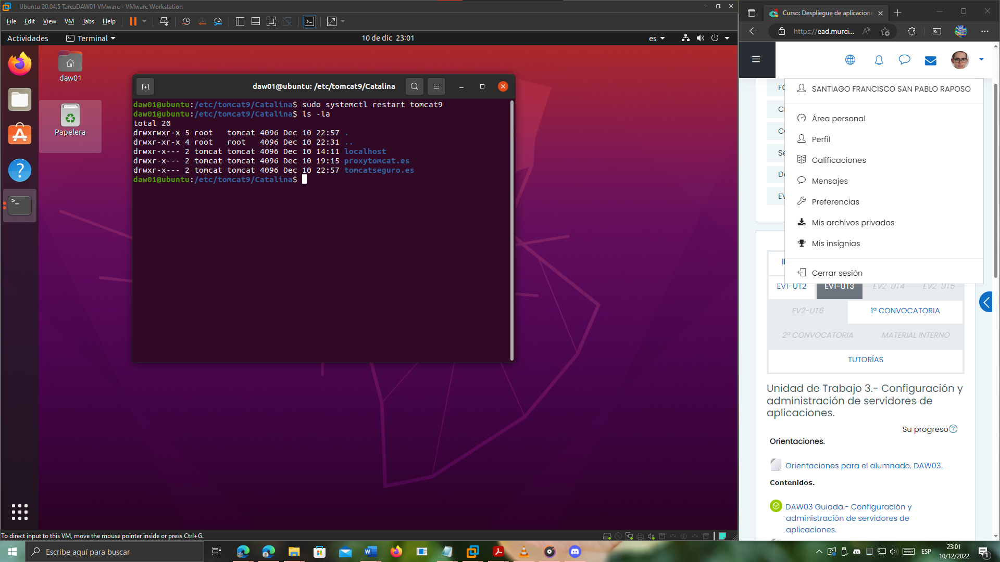 Ubuntu 20.04.5 TareaDAW01 VMware - VMware Workstation
File Edit View VM Tabs Help
Actividades
Terminal
10 de dic 23:01
es
daw01
Papelera
daw01@ubuntu: /etc/tomcat9/Catalina
daw01@ubuntu:/etc/tomcat9/Catalina$ sudo systemctl restart tomcat9
daw01@ubuntu:/etc/tomcat9/Catalina$ ls -la
total 20
drwxrwxr-x 5 root   tomcat 4096 Dec 10 22:57 .
drwxr-xr-x 4 root   root   4096 Dec 10 22:31 ..
drwxr-x--- 2 tomcat tomcat 4096 Dec 10 14:11 localhost
drwxr-x--- 2 tomcat tomcat 4096 Dec 10 19:15 proxytomcat.es
drwxr-x--- 2 tomcat tomcat 4096 Dec 10 22:57 tomcatseguro.es
daw01@ubuntu:/etc/tomcat9/Catalina$
To direct input to this VM, move the mouse pointer inside or press Ctrl+G.
Curso: Despliegue de aplicacione
https://ead.murci...
SANTIAGO FRANCISCO SAN PABLO RAPOSO
Área personal
Perfil
Calificaciones
Mensajes
Preferencias
Mis archivos privados
Mis insignias
Cerrar sesión
EV1-UT2
EV1-UT3
EV2-UT4
EV2-UT5
EV2-UT6
1ª CONVOCATORIA
2ª CONVOCATORIA
MATERIAL INTERNO
TUTORÍAS
Unidad de Trabajo 3.- Configuración y
administración de servidores de
aplicaciones.
Su progreso
Orientaciones.
Orientaciones para el alumnado. DAW03.
Contenidos.
DAW03 Guiada.- Configuración y
administración de servidores de
aplicaciones.
Escribe aquí para buscar
ESP
23:01
10/12/2022
1